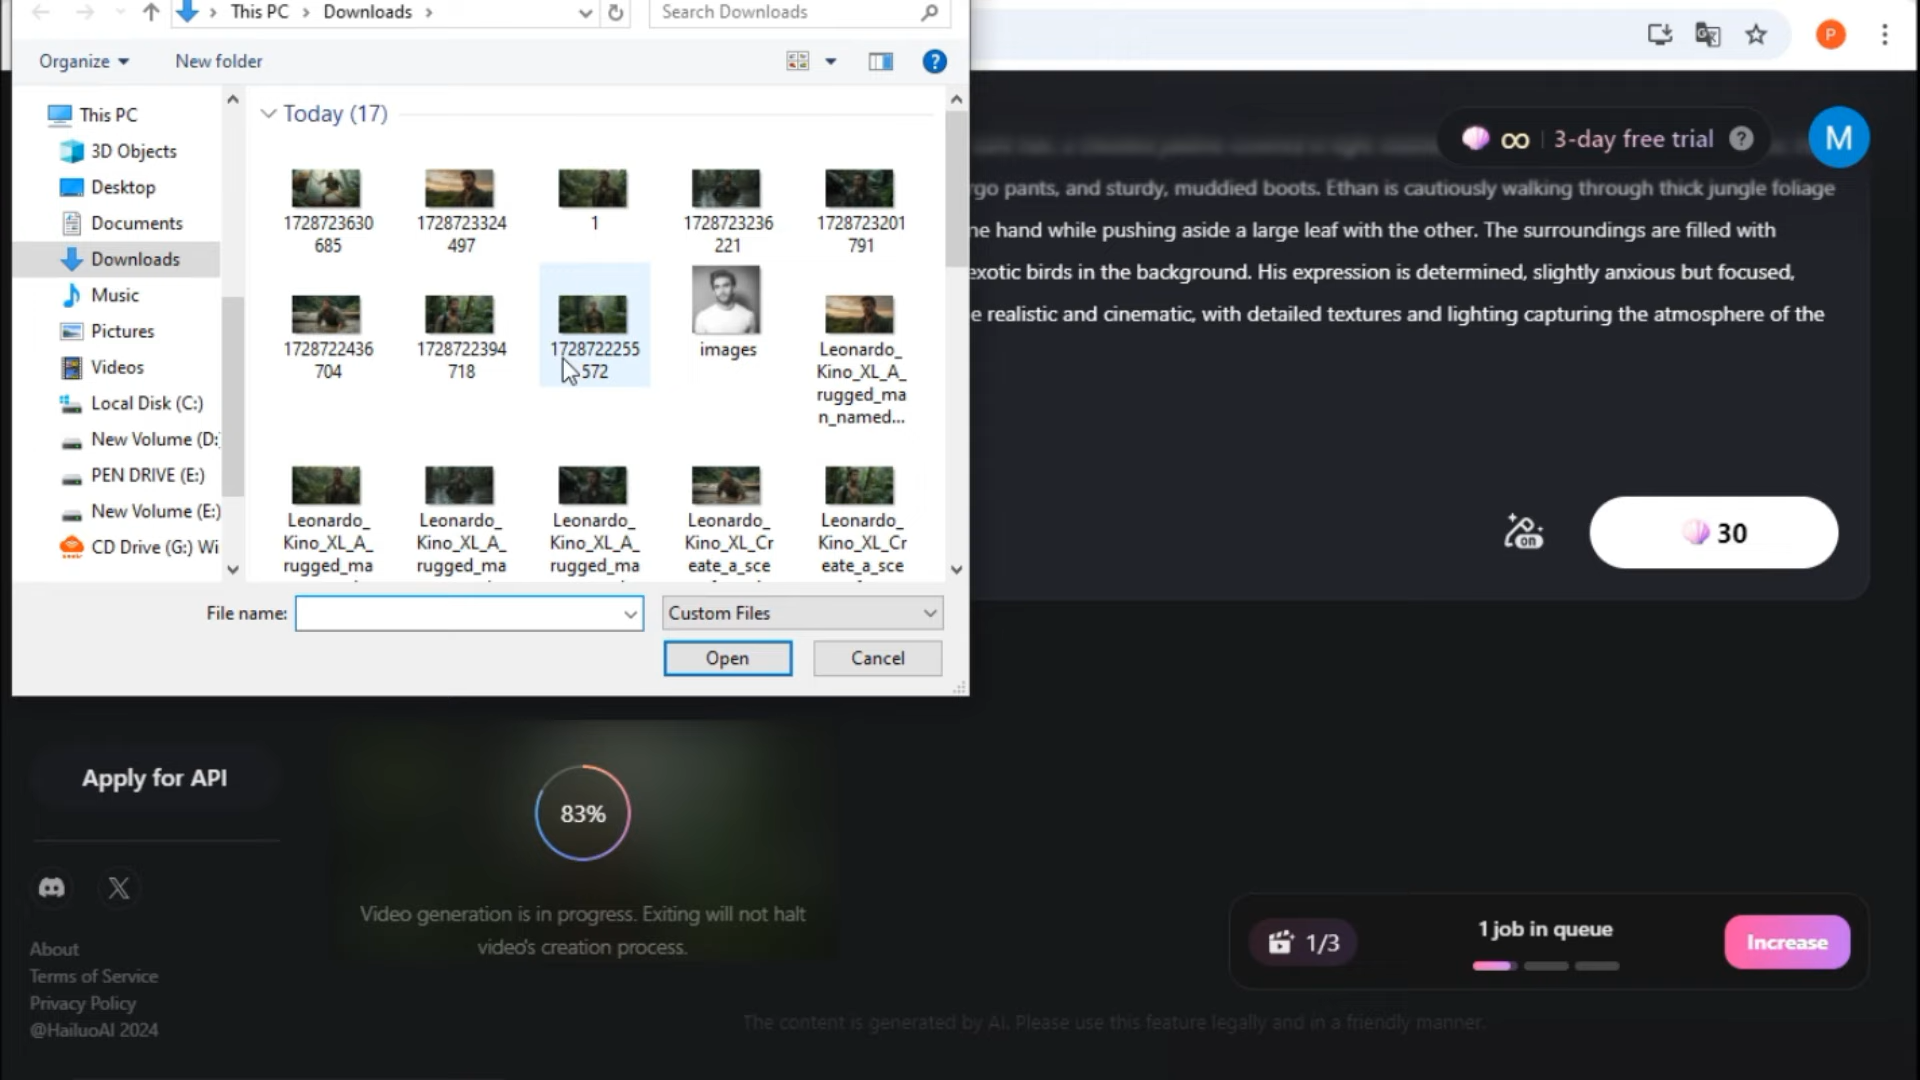 This PC
Downloads
Search Downloads
Organize
New folder
This PC
3D Objects
Desktop
Documents
Downloads
Music
Pictures
Videos
Local Disk (C:)
New Volume (D:
PEN DRIVE (E:)
New Volume (E:)
CD Drive (G:) Wi
Today (17)
1728723630
685
1728723324
497
1
1728723236
221
1728723201
791
1728722436
704
1728722394
718
1728722255
572
images
Leonardo_
Kino_XL_A_
rugged_ma
n_named...
Leonardo_
Kino_XL_A_
rugged_ma
Leonardo_
Kino_XL_A_
rugged_ma
Leonardo_
Kino_XL_A_
rugged_ma
Leonardo_
Kino_XL_Cr
eate_a_sce
Leonardo_
Kino_XL_Cr
eate_a_sce
File name:
Custom Files
Open
Cancel
P
3-day free trial
M
rgo pants, and sturdy, muddied boots. Ethan is cautiously walking through thick jungle foliage
ne hand while pushing aside a large leaf with the other. The surroundings are filled with
exotic birds in the background. His expression is determined, slightly anxious but focused,
e realistic and cinematic, with detailed textures and lighting capturing the atmosphere of the
on
30
Apply for API
83%
Video generation is in progress. Exiting will not halt
video's creation process.
About
Terms of Service
Privacy Policy
@HailuoAI 2024
1/3
1 job in queue
Increase
The content is generated by AI. Please use this feature legally and in a friendly manner.